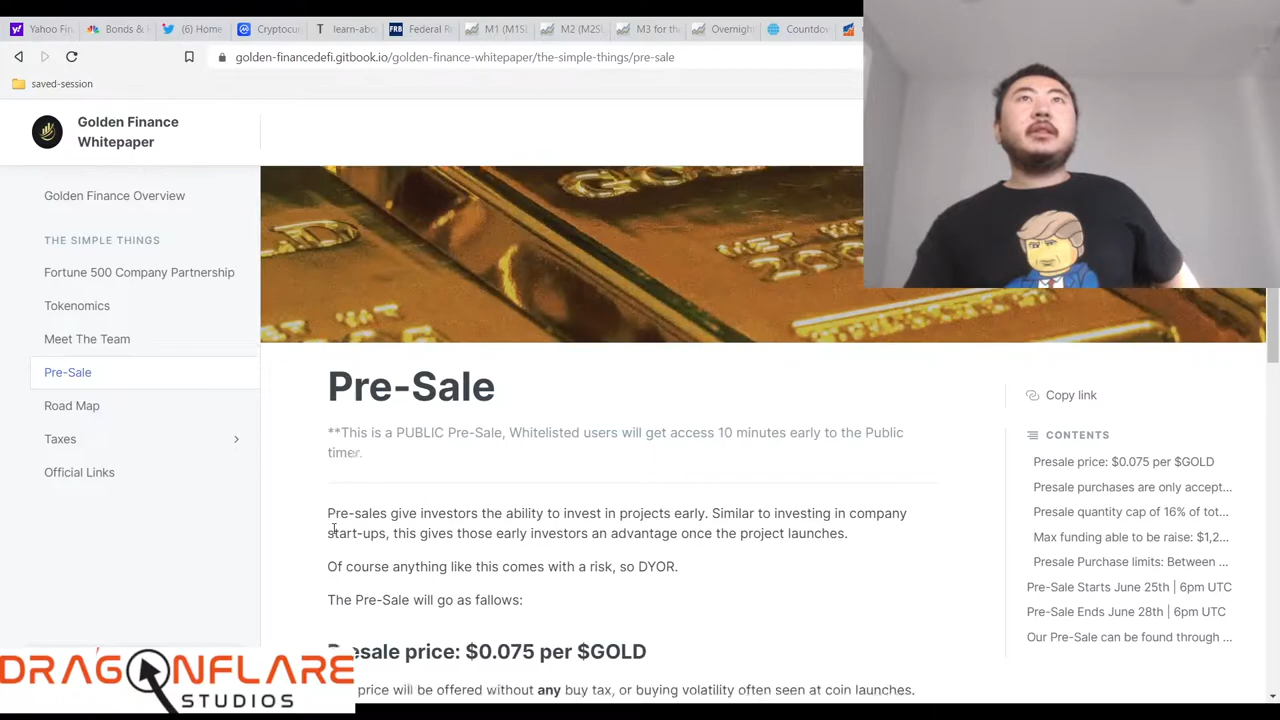 Yahoo Fin
Bonds &
(6) Home
Cryptocu
learn-abo
Federal R
M1 (M1S
M2 (M2S
M3 for th
Overnigh
Countdo
golden-financedefi.gitbook.io/golden-finance-whitepaper/the-simple-things/pre-sale
saved-session
Golden Finance
Whitepaper
Golden Finance Overview
THE SIMPLE THINGS
Fortune 500 Company Partnership
Tokenomics
Meet The Team
Pre-Sale
Road Map
Taxes
Official Links
Pre-Sale
**This is a PUBLIC Pre-Sale, Whitelisted users will get access 10 minutes early to the Public
timer.
Pre-sales give investors the ability to invest in projects early. Similar to investing in company
start-ups, this gives those early investors an advantage once the project launches.
Of course anything like this comes with a risk, so DYOR.
The Pre-Sale will go as fallows:
Presale price: $0.075 per $GOLD
price will be offered without any buy tax, or buying volatility often seen at coin launches.
Copy link
CONTENTS
Presale price: $0.075 per $GOLD
Presale purchases are only accept...
Presale quantity cap of 16% of tot...
Max funding able to be raise: $1,2...
Presale Purchase limits: Between ...
Pre-Sale Starts June 25th | 6pm UTC
Pre-Sale Ends June 28th | 6pm UTC
Our Pre-Sale can be found through ...
DRAGONFLARE
STUDIOS